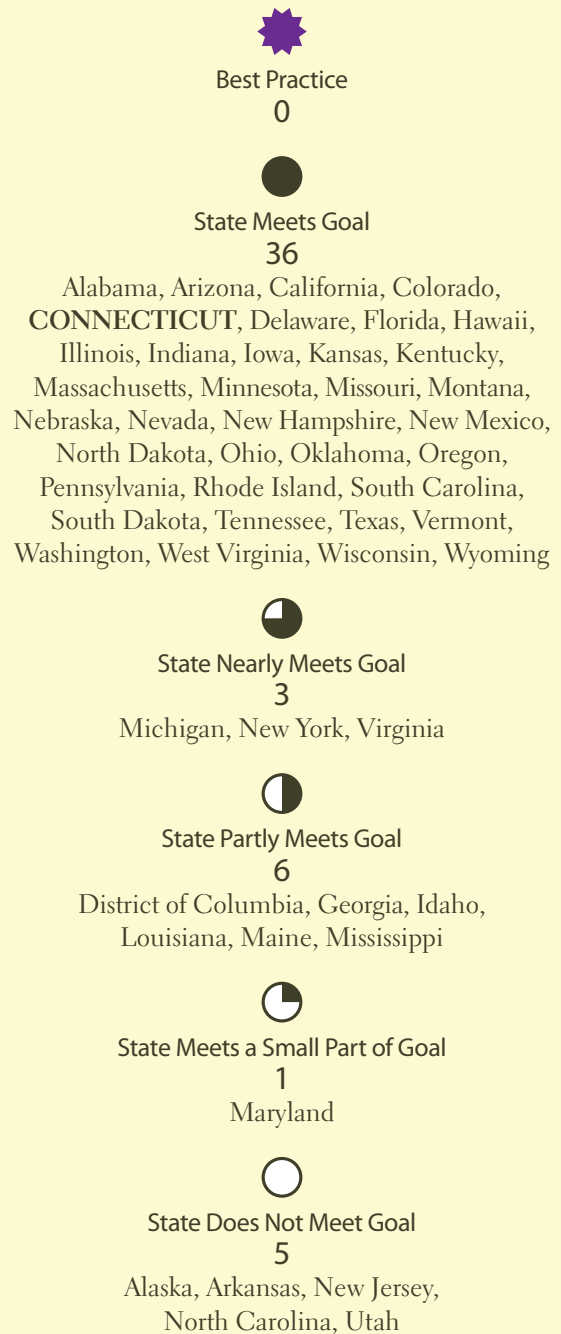 Best Practice
0
State Meets Goal
36
Alabama, Arizona, California, Colorado,
CONNECTICUT, Delaware, Florida, Hawaii,
Illinois, Indiana, Iowa, Kansas, Kentucky,
Massachusetts, Minnesota, Missouri, Montana,
Nebraska, Nevada, New Hampshire, New Mexico,
North Dakota, Ohio, Oklahoma, Oregon,
Pennsylvania, Rhode Island, South Carolina,
South Dakota, Tennessee, Texas, Vermont,
Washington, West Virginia, Wisconsin, Wyoming
State Nearly Meets Goal
3
Michigan, New York, Virginia
State Partly Meets Goal
6
District of Columbia, Georgia, Idaho,
Louisiana, Maine, Mississippi
State Meets a Small Part of Goal
1
Maryland
State Does Not Meet Goal
5
Alaska, Arkansas, New Jersey,
North Carolina, Utah